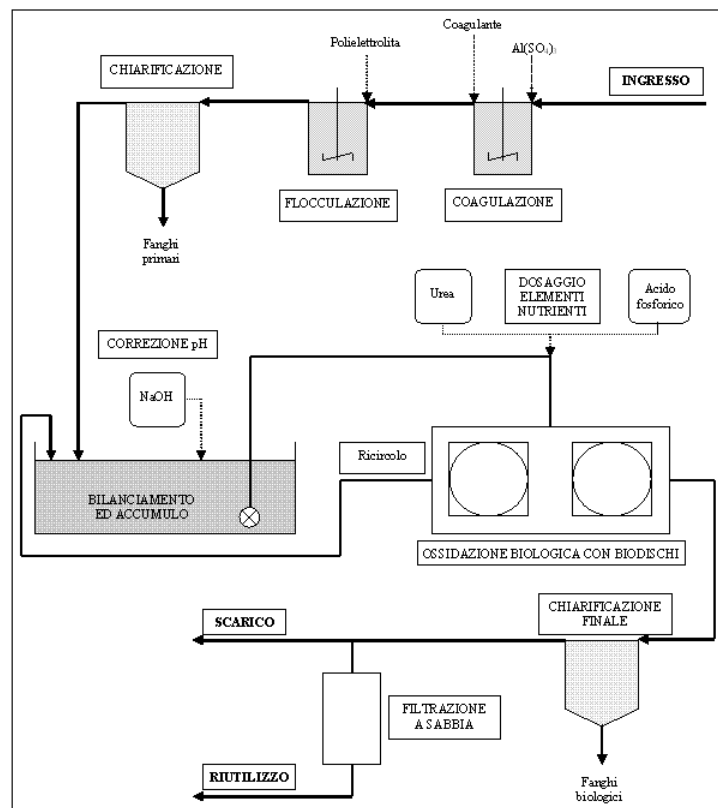 Coagulante
Polielettrolita
Al(SO4)3
CHIARIFICAZIONE
INGRESSO
FLOCCULAZIONE
COAGULAZIONE
Fanghi
primari
Urea
DOSAGGIO
ELEMENTI
NUTRIENTI
Acido
fosforico
CORREZIONE pH
NaOH
Ricircolo
BILANCIAMENTO
ED ACCUMULO
OSSIDAZIONE BIOLOGICA CON BIODISCHI
CHIARIFICAZIONE
FINALE
SCARICO
FILTRAZIONE
A SABBIA
RIUTILIZZO
Fanghi
biologici